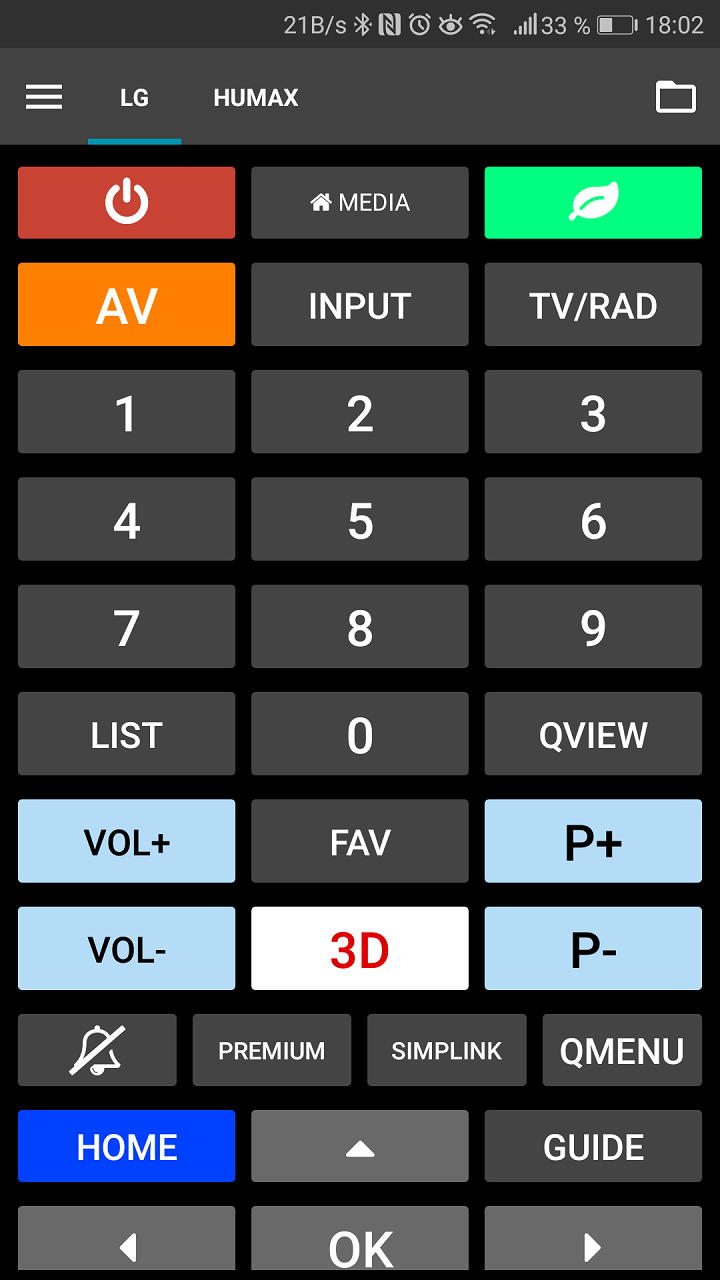 21B/s 33 % 18:02
LG HUMAX
MEDIA
AV INPUT TV/RAD
1 2 3
4 5 6
7 8 9
LIST 0 QVIEW
VOL+ FAV P+
VOL- 3D P-
PREMIUM SIMPLINK QMENU
HOME GUIDE
OK